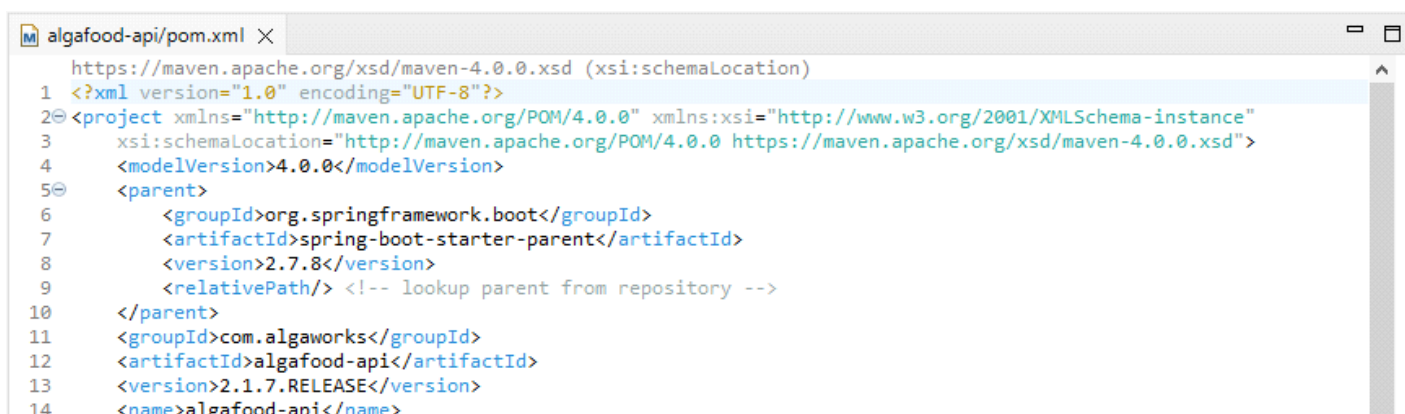 algafood-api/pom.xml
https://maven.apache.org/xsd/maven-4.0.0.xsd (xsi:schemaLocation)
1 <?xml version="1.0" encoding="UTF-8"?>
2 <project xmlns="http://maven.apache.org/POM/4.0.0" xmlns:xsi="http://www.w3.org/2001/XMLSchema-instance"
3 xsi:schemaLocation="http://maven.apache.org/POM/4.0.0 https://maven.apache.org/xsd/maven-4.0.0.xsd">
4 <modelVersion>4.0.0</modelVersion>
5 <parent>
6 <groupId>org.springframework.boot</groupId>
7 <artifactId>spring-boot-starter-parent</artifactId>
8 <version>2.7.8</version>
9 <relativePath/> <!-- lookup parent from repository -->
10 </parent>
11 <groupId>com.algaworks</groupId>
12 <artifactId>algafood-api</artifactId>
13 <version>2.1.7.RELEASE</version>
14 <name>algafood-api</name>